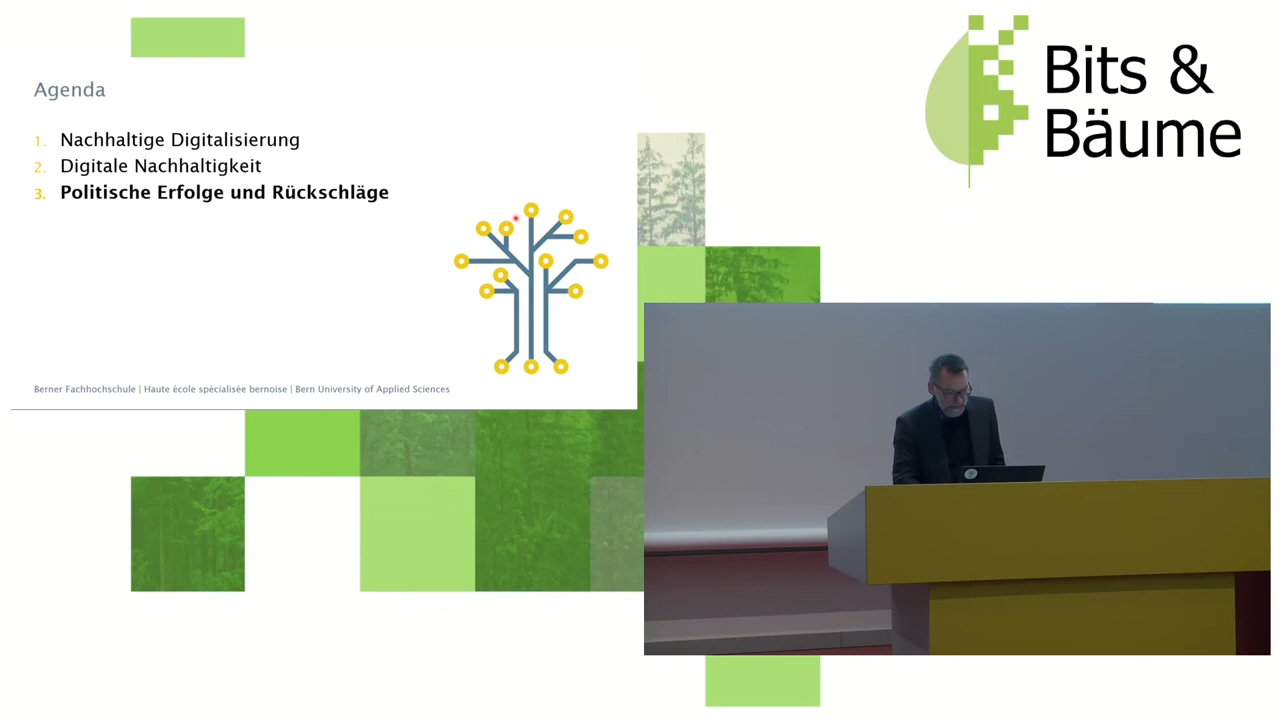 Agenda
1. Nachhaltige Digitalisierung
2. Digitale Nachhaltigkeit
3. Politische Erfolge und Rückschläge
Berner Fachhochschule | Haute école spécialisée bernoise | Bern University of Applied Sciences
Bits &
Bäume